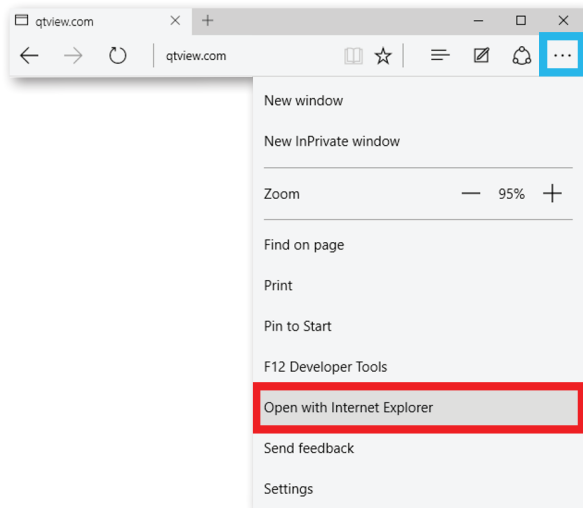 qtview.com
qtview.com
New window
New InPrivate window
Zoom 95%
Find on page
Print
Pin to Start
F12 Developer Tools
Open with Internet Explorer
Send feedback
Settings